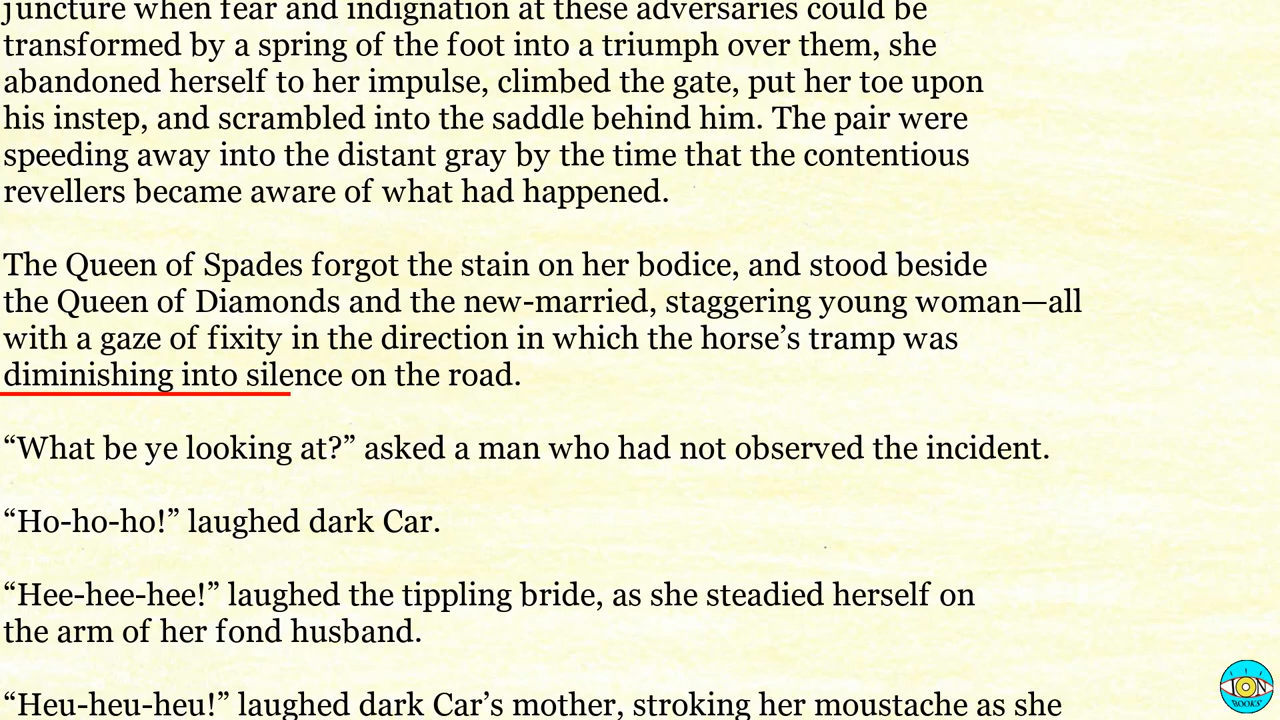 juncture when fear and indignation at these adversaries could be
transformed by a spring of the foot into a triumph over them, she
abandoned herself to her impulse, climbed the gate, put her toe upon
his instep, and scrambled into the saddle behind him. The pair were
speeding away into the distant gray by the time that the contentious
revellers became aware of what had happened.
The Queen of Spades forgot the stain on her bodice, and stood beside
the Queen of Diamonds and the new-married, staggering young woman—all
with a gaze of fixity in the direction in which the horse’s tramp was
diminishing into silence on the road.
“What be ye looking at?” asked a man who had not observed the incident.
“Ho-ho-ho!” laughed dark Car.
“Hee-hee-hee!” laughed the tippling bride, as she steadied herself on
the arm of her fond husband.
“Heu-heu-heu!” laughed dark Car’s mother, stroking her moustache as she
ION
BOOKS